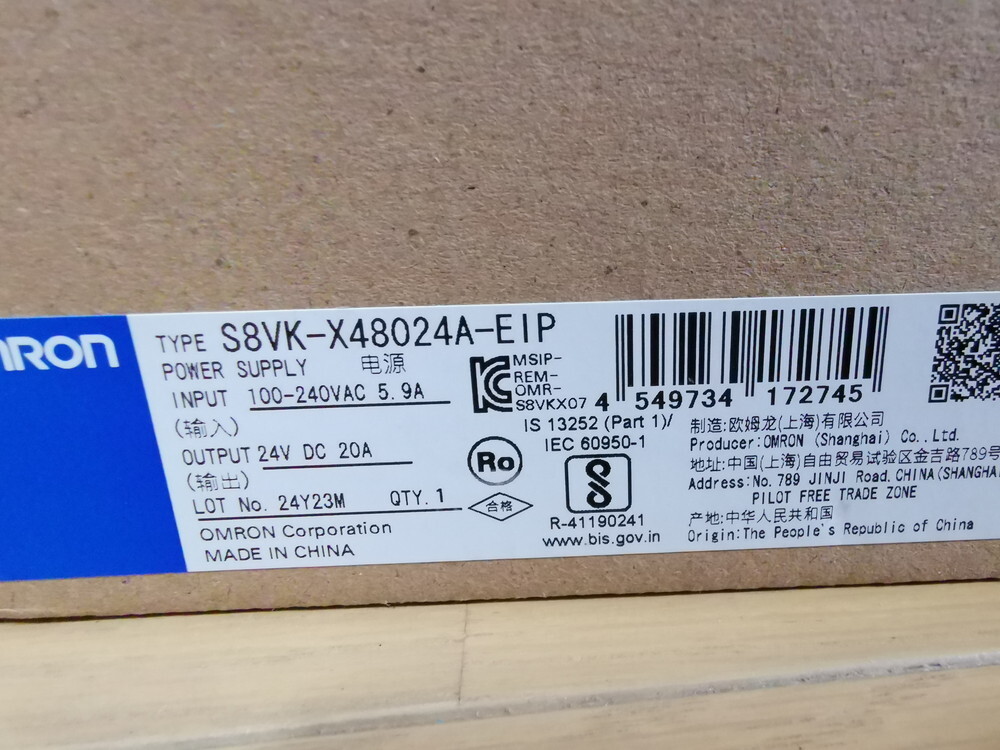 OMRON
TYPE S8VK-X48024A-EIP
POWER SUPPLY 电源
INPUT 100-240VAC 5.9A
(输入)
OUTPUT 24V DC 20A
(输出)
LOT No. 24Y23M QTY. 1
OMRON Corporation
MADE IN CHINA
MSIP-
REM-
OMR-
S8VKX07
4 549734 172745
IS 13252 (Part 1)/
IEC 60950-1
Ro
合格
R-41190241
www.bis.gov.in
制造:欧姆龙(上海)有限公司
Producer:OMRON (Shanghai) Co.,Ltd.
地址:中国(上海)自由贸易试验区金吉路789号
Address:No. 789 JINJI Road.CHINA(SHANGHAI
PILOT FREE TRADE ZONE
产地:中华人民共和国
Origin:The People's Republic of China